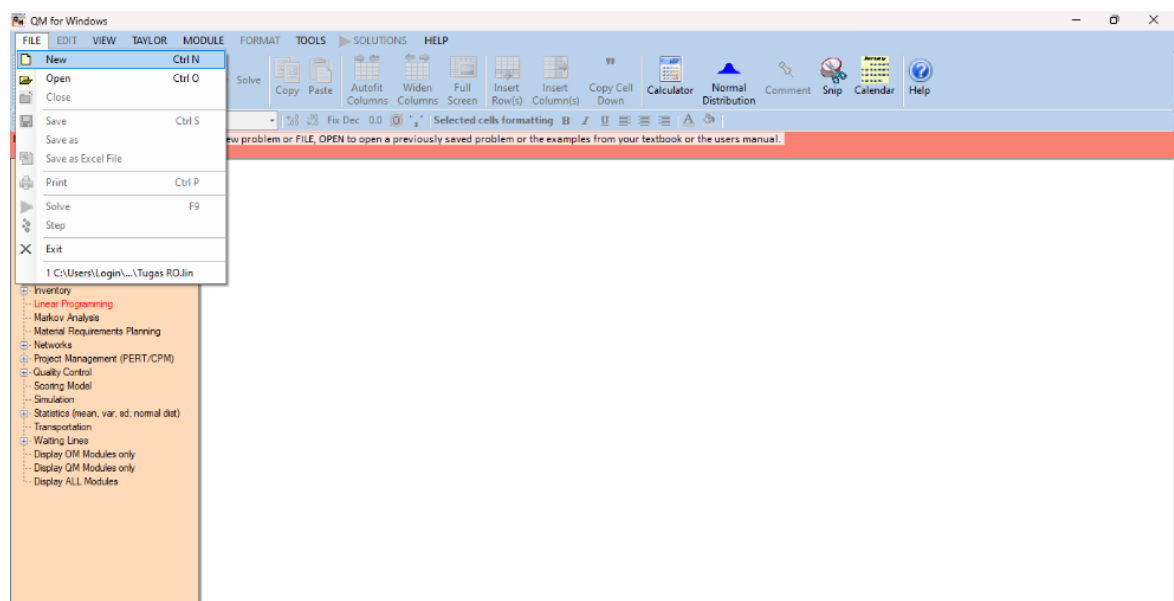 QM for Windows
FILE EDIT VIEW TAYLOR MODULE FORMAT TOOLS SOLUTIONS HELP
New Ctrl N
Open Ctrl O
Close
Save Ctrl S
Save as
Save as Excel File
Print Ctrl P
Solve F9
Step
Exit
1 C:\Users\Login\...\Tugas RO.lin
Solve
Copy Paste
Autofit Columns
Widen Columns
Full Screen
Insert Row(s)
Insert Column(s)
Copy Cell Down
Calculator
Normal Distribution
Comment
Snip
Calendar
Help
Fix Dec 0.0 Selected cells formatting B I U A
ew problem or FILE, OPEN to open a previously saved problem or the examples from your textbook or the users manual.
Inventory
Linear Programming
Markov Analysis
Material Requirements Planning
Networks
Project Management (PERT/CPM)
Quality Control
Scoring Model
Simulation
Statistics (mean, var, sd; normal dist)
Transportation
Waiting Lines
Display OM Modules only
Display QM Modules only
Display ALL Modules